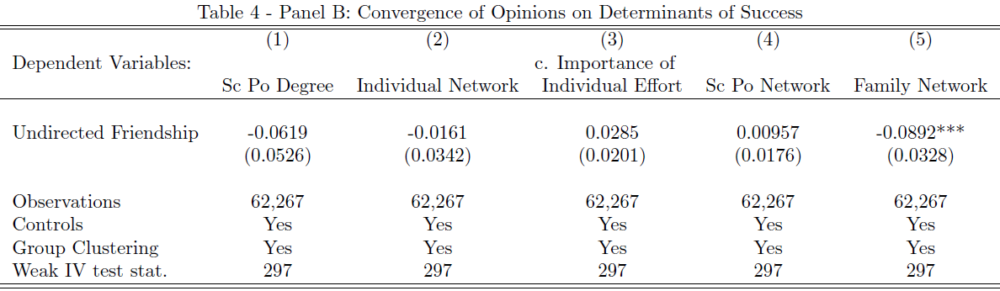 Table 4 - Panel B: Convergence of Opinions on Determinants of Success
(1) (2) (3) (4) (5)
Dependent Variables: c. Importance of
Sc Po Degree Individual Network Individual Effort Sc Po Network Family Network
Undirected Friendship -0.0619 -0.0161 0.0285 0.00957 -0.0892***
(0.0526) (0.0342) (0.0201) (0.0176) (0.0328)
Observations 62,267 62,267 62,267 62,267 62,267
Controls Yes Yes Yes Yes Yes
Group Clustering Yes Yes Yes Yes Yes
Weak IV test stat. 297 297 297 297 297